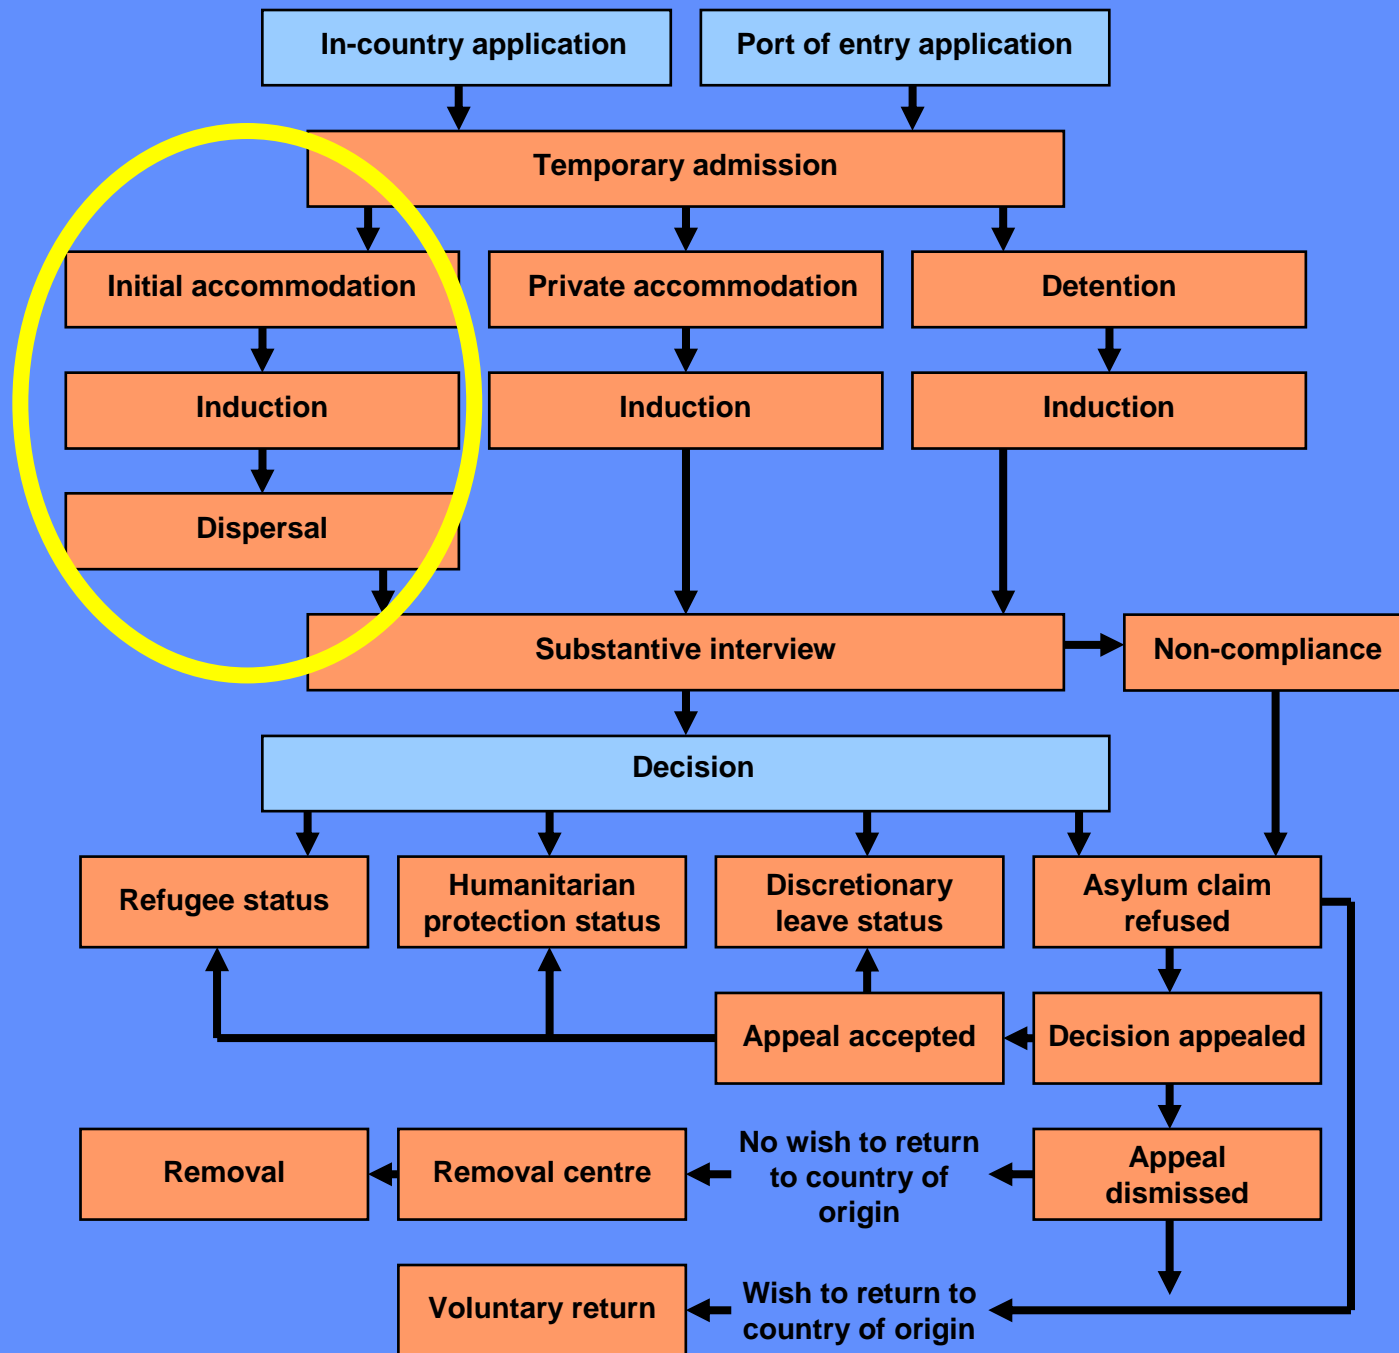 In-country application
Port of entry application
Temporary admission
Initial accommodation
Private accommodation
Detention
Induction
Induction
Induction
Dispersal
Substantive interview
Non-compliance
Decision
Refugee status
Humanitarian
protection status
Discretionary
leave status
Asylum claim
refused
Appeal accepted
Decision appealed
Removal
Removal centre
No wish to return
to country of
origin
Appeal
dismissed
Voluntary return
Wish to return to
country of origin